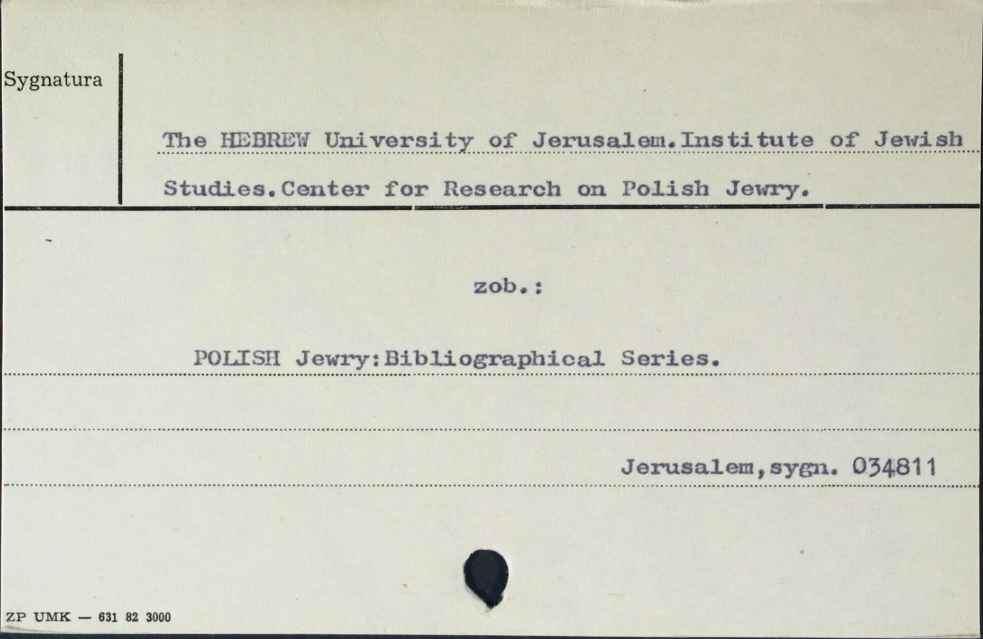 Sygnatura
The HEBREW University of Jerusalem.Institute of Jewish
Studies.Center for Research on Polish Jewry.
zob.:
POLISH Jewry:Bibliographical Series.
Jerusalem,sygn. 034811
ZP UMK — 631 82 3000